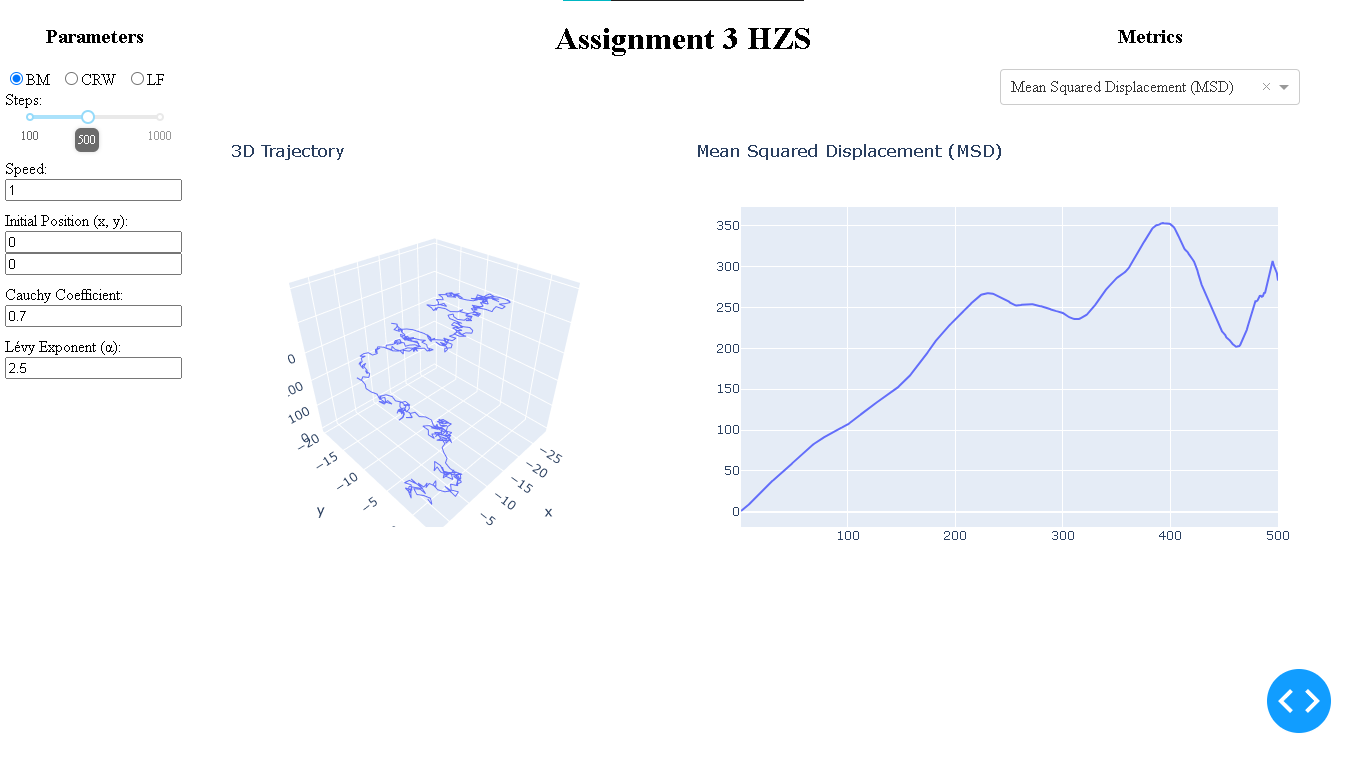 Parameters
Assignment 3 HZS
Metrics
BM CRW LF
Steps:
100 500 1000
Speed:
1
Initial Position (x, y):
0
0
Cauchy Coefficient:
0.7
Lévy Exponent (α):
2.5
Mean Squared Displacement (MSD) ×
3D Trajectory
0
100
−20
−15
−10
−5
y
−25
−20
−15
−10
−5
x
Mean Squared Displacement (MSD)
350
300
250
200
150
100
50
0
100 200 300 400 500